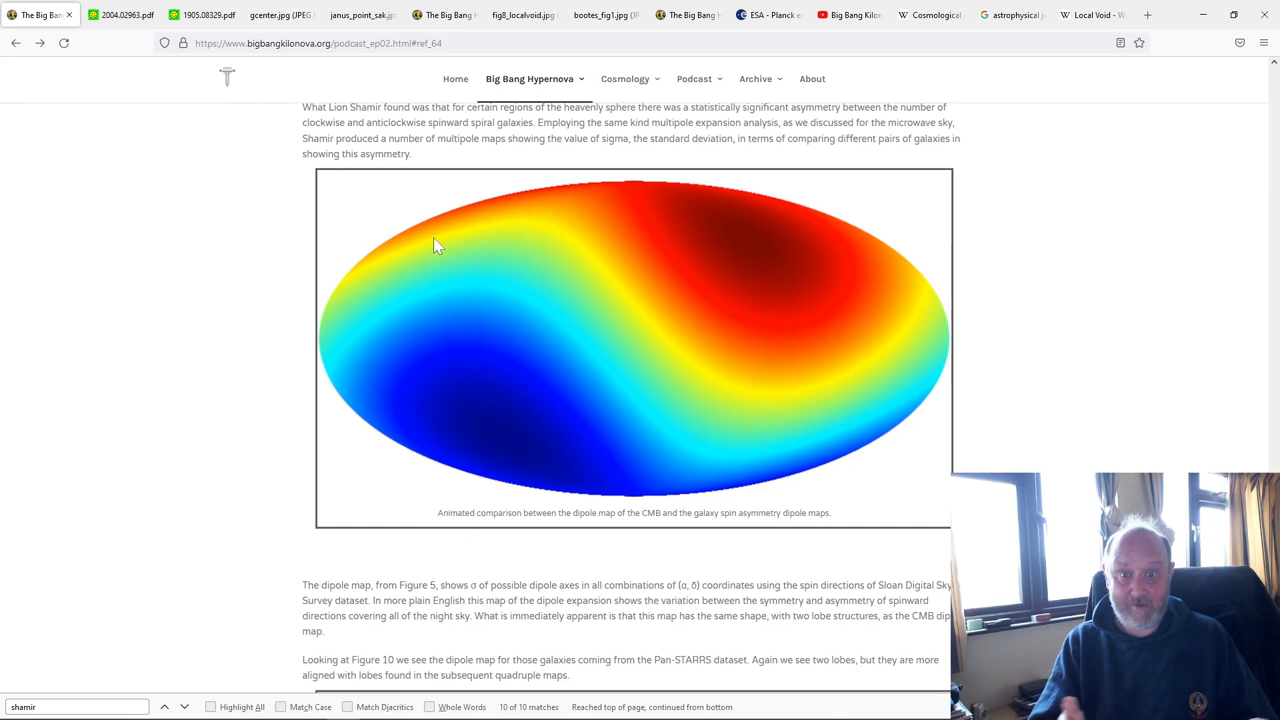 The Big Ban
2004.02963.pdf
1905.08329.pdf
gcenter.jpg (JPEG I
janus_point_sak.jpg
The Big Bang H
fig8_localvoid.jpg
bootes_fig1.jpg (JP
The Big Bang H
ESA - Planck e
Big Bang Kilon
Cosmological
astrophysical j
Local Void - Wi
https://www.bigbangkilonova.org/podcast_ep02.html#ref_64
Home
Big Bang Hypernova
Cosmology
Podcast
Archive
About
What Lion Shamir found was that for certain regions of the heavenly sphere there was a statistically significant asymmetry between the number of
clockwise and anticlockwise spinward spiral galaxies. Employing the same kind multipole expansion analysis, as we discussed for the microwave sky,
Shamir produced a number of multipole maps showing the value of sigma, the standard deviation, in terms of comparing different pairs of galaxies in
showing this asymmetry.
Animated comparison between the dipole map of the CMB and the galaxy spin asymmetry dipole maps.
The dipole map, from Figure 5, shows σ of possible dipole axes in all combinations of (α, δ) coordinates using the spin directions of Sloan Digital Sky
Survey dataset. In more plain English this map of the dipole expansion shows the variation between the symmetry and asymmetry of spinward
directions covering all of the night sky. What is immediately apparent is that this map has the same shape, with two lobe structures, as the CMB dip
map.
Looking at Figure 10 we see the dipole map for those galaxies coming from the Pan-STARRS dataset. Again we see two lobes, but they are more
aligned with lobes found in the subsequent quadruple maps.
shamir
Highlight All
Match Case
Match Diacritics
Whole Words
10 of 10 matches
Reached top of page, continued from bottom